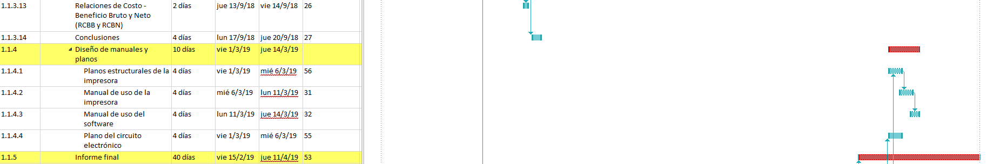 1.1.3.13 Relaciones de Costo - 2 días jue 13/9/18 vie 14/9/18 26
Beneficio Bruto y Neto
(RCBB y RCBN)
1.1.3.14 Conclusiones 4 días lun 17/9/18 jue 20/9/18 27
1.1.4 Diseño de manuales y 10 días vie 1/3/19 jue 14/3/19
planos
1.1.4.1 Planos estructurales de la 4 días vie 1/3/19 mié 6/3/19 56
impresora
1.1.4.2 Manual de uso de la 4 días mié 6/3/19 lun 11/3/19 31
impresora
1.1.4.3 Manual de uso del 4 días lun 11/3/19 jue 14/3/19 32
software
1.1.4.4 Plano del circuito 4 días vie 1/3/19 mié 6/3/19 55
electrónico
1.1.5 Informe final 40 días vie 15/2/19 jue 11/4/19 53